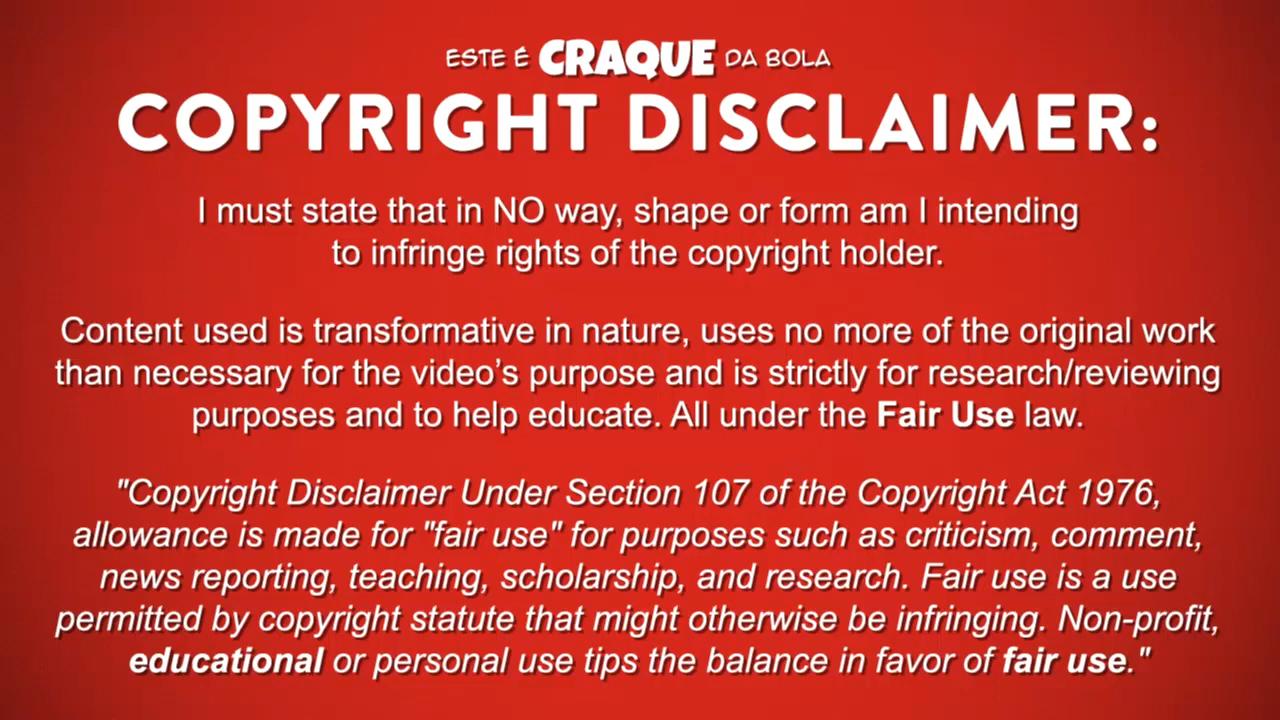 ESTE É CRAQUE DA BOLA
COPYRIGHT DISCLAIMER:
I must state that in NO way, shape or form am I intending
to infringe rights of the copyright holder.
Content used is transformative in nature, uses no more of the original work
than necessary for the video’s purpose and is strictly for research/reviewing
purposes and to help educate. All under the Fair Use law.
"Copyright Disclaimer Under Section 107 of the Copyright Act 1976,
allowance is made for "fair use" for purposes such as criticism, comment,
news reporting, teaching, scholarship, and research. Fair use is a use
permitted by copyright statute that might otherwise be infringing. Non-profit,
educational or personal use tips the balance in favor of fair use."